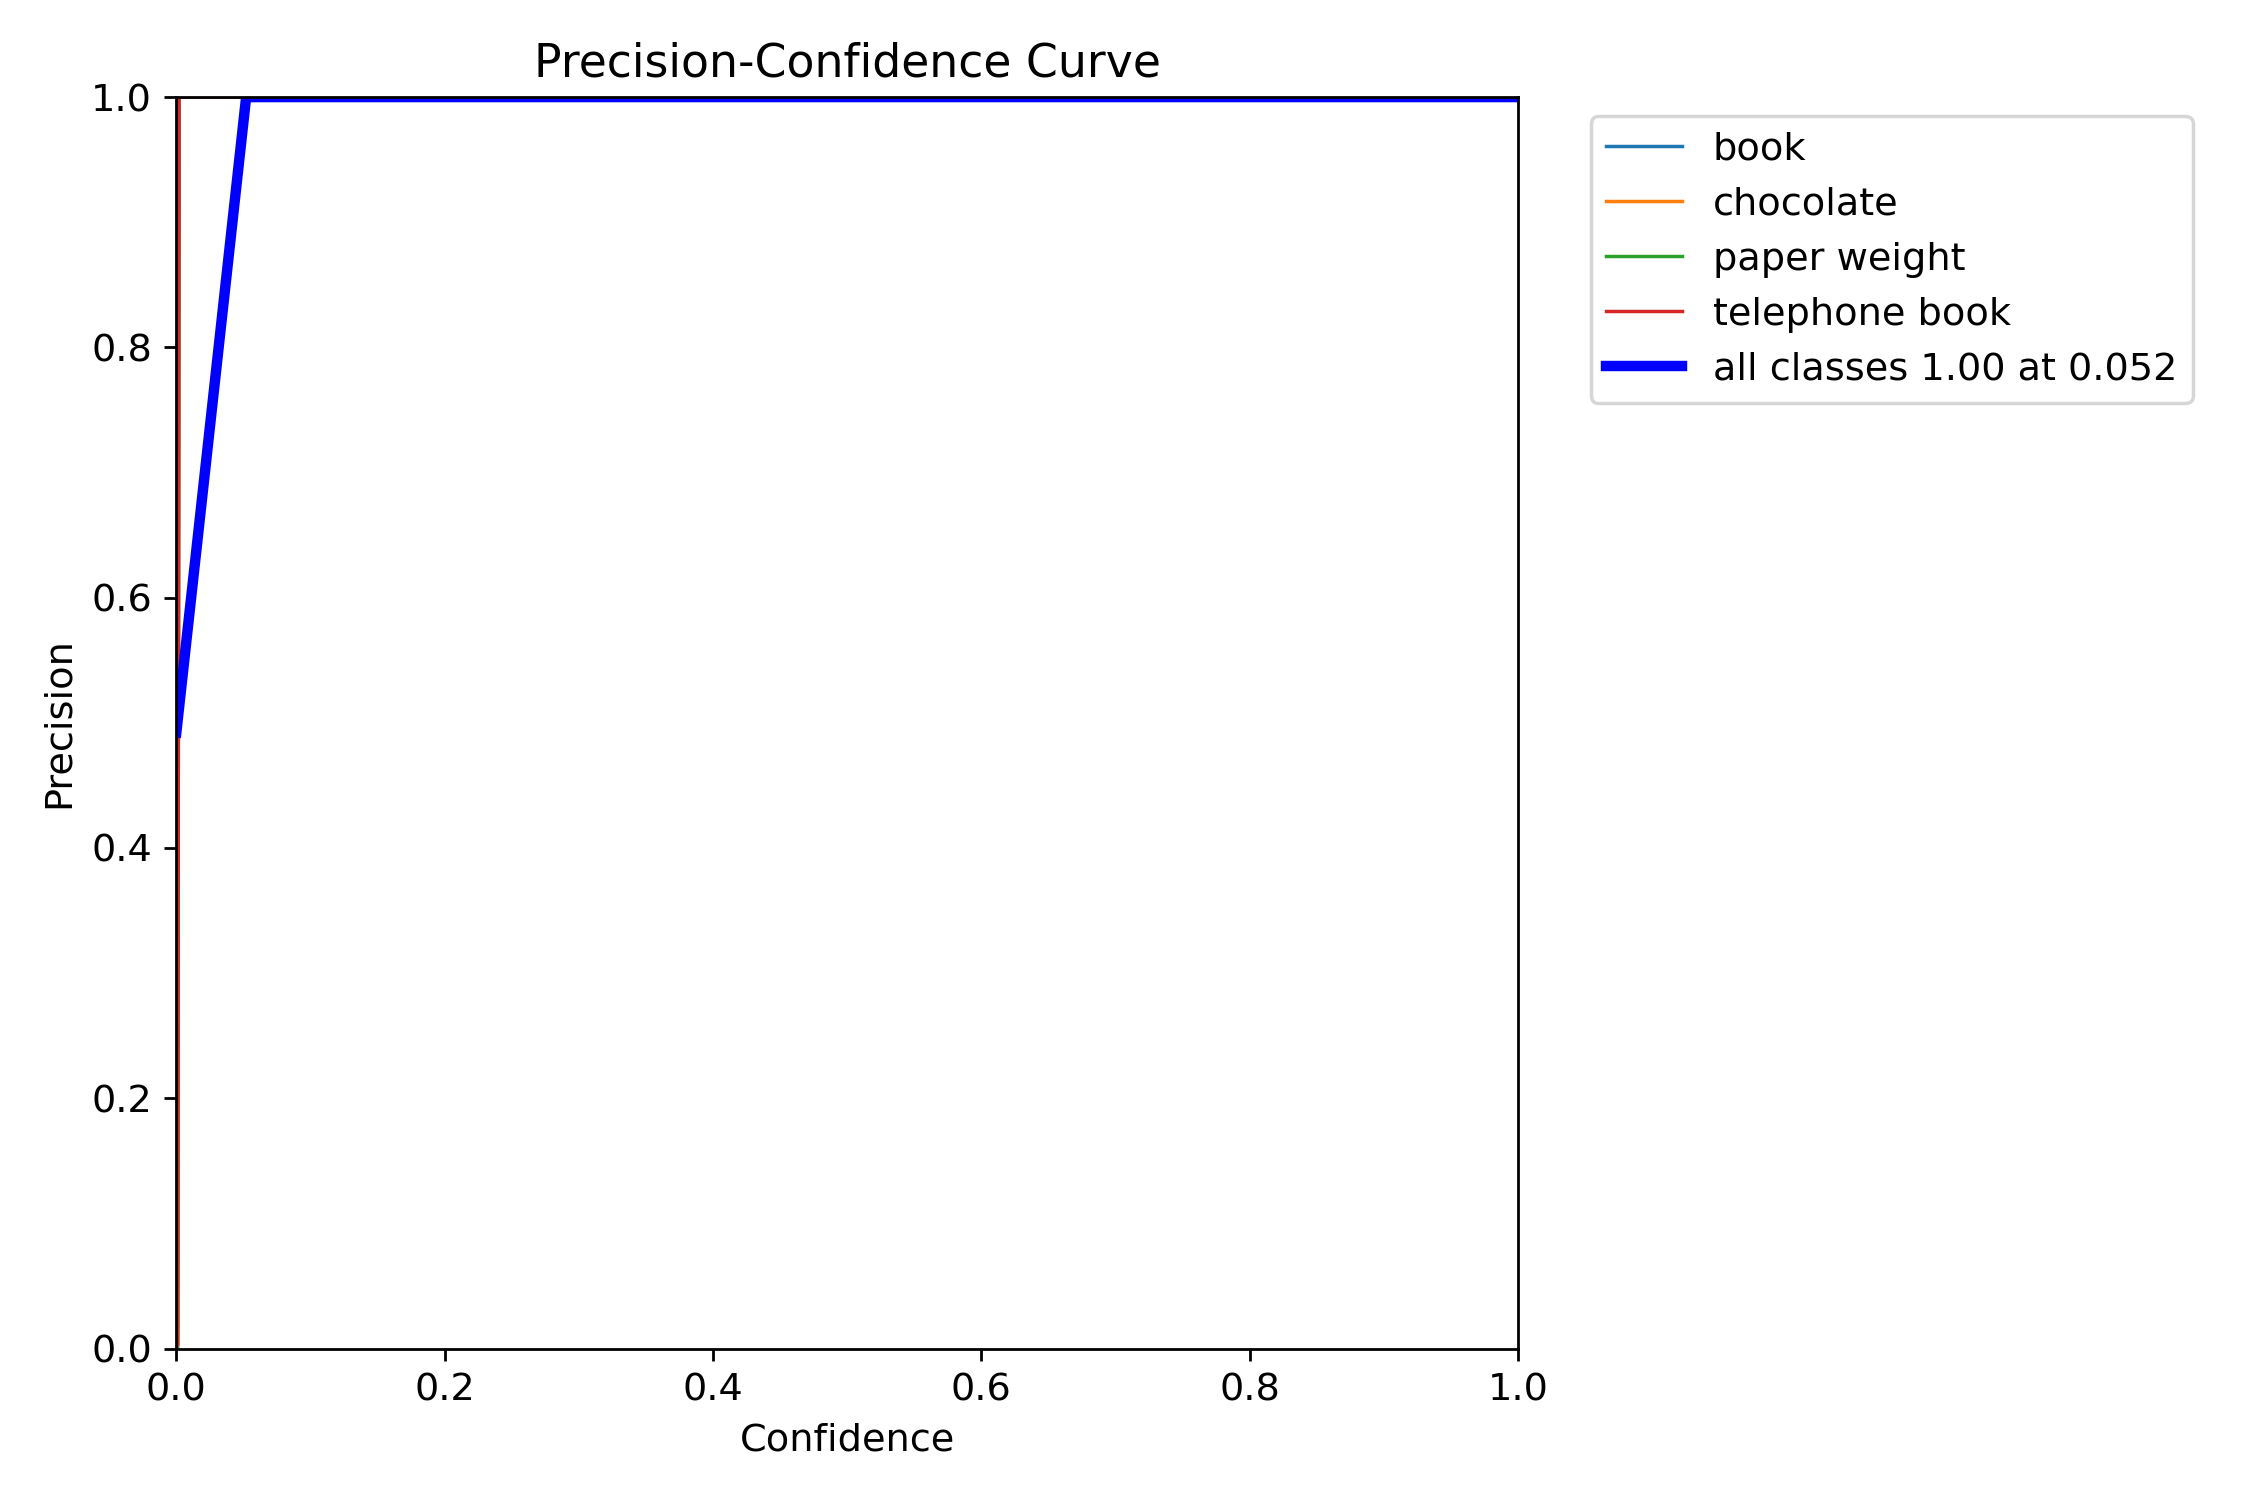 Precision-Confidence Curve
1.0
0.8
0.6
0.4
0.2
0.0
Precision
0.0 0.2 0.4 0.6 0.8 1.0
Confidence
book
chocolate
paper weight
telephone book
all classes 1.00 at 0.052